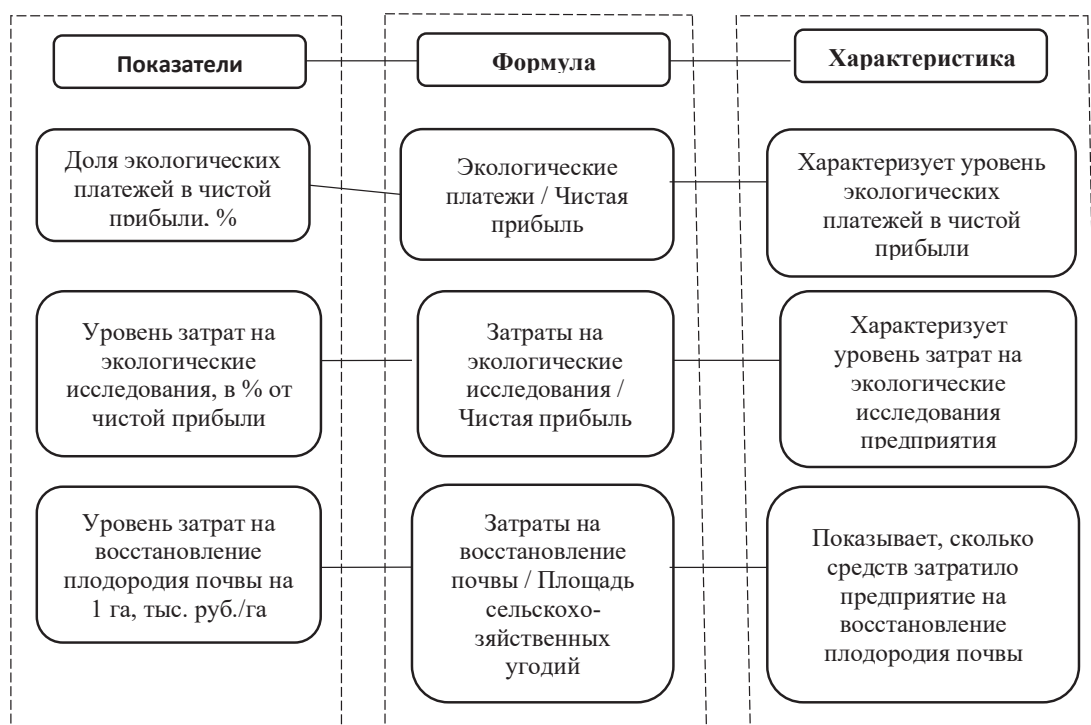 Показатели
Формула
Характеристика
Доля экологических
платежей в чистой
прибыли, %
Экологические
платежи / Чистая
прибыль
Характеризует уровень
экологических
платежей в чистой
прибыли
Уровень затрат на
экологические
исследования, в % от
чистой прибыли
Затраты на
экологические
исследования /
Чистая прибыль
Характеризует
уровень затрат на
экологические
исследования
предприятия
Уровень затрат на
восстановление
плодородия почвы на
1 га, тыс. руб./га
Затраты на
восстановление
почвы / Площадь
сельскохо-
зяйственных
угодий
Показывает, сколько
средств затратило
предприятие на
восстановление
плодородия почвы